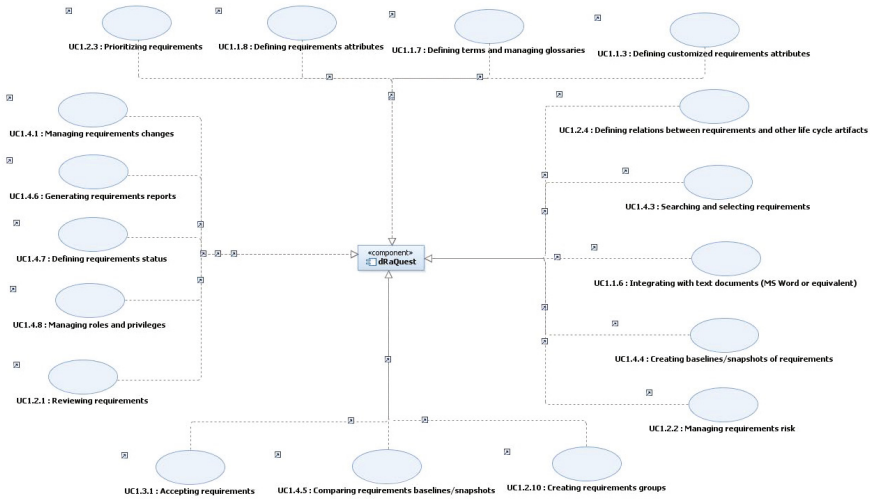 UC1.2.3 : Prioritizing requirements
UC1.1.8 : Defining requirements attributes
UC1.1.7 : Defining terms and managing glossaries
UC1.1.3 : Defining customized requirements attributes
UC1.4.1 : Managing requirements changes
UC1.2.4 : Defining relations between requirements and other life cycle artifacts
UC1.4.6 : Generating requirements reports
UC1.4.3 : Searching and selecting requirements
UC1.4.7 : Defining requirements status
«component»
dRaQuest
UC1.1.6 : Integrating with text documents (MS Word or equivalent)
UC1.4.8 : Managing roles and privileges
UC1.4.4 : Creating baselines/snapshots of requirements
UC1.2.1 : Reviewing requirements
UC1.2.2 : Managing requirements risk
UC1.3.1 : Accepting requirements
UC1.4.5 : Comparing requirements baselines/snapshots
UC1.2.10 : Creating requirements groups